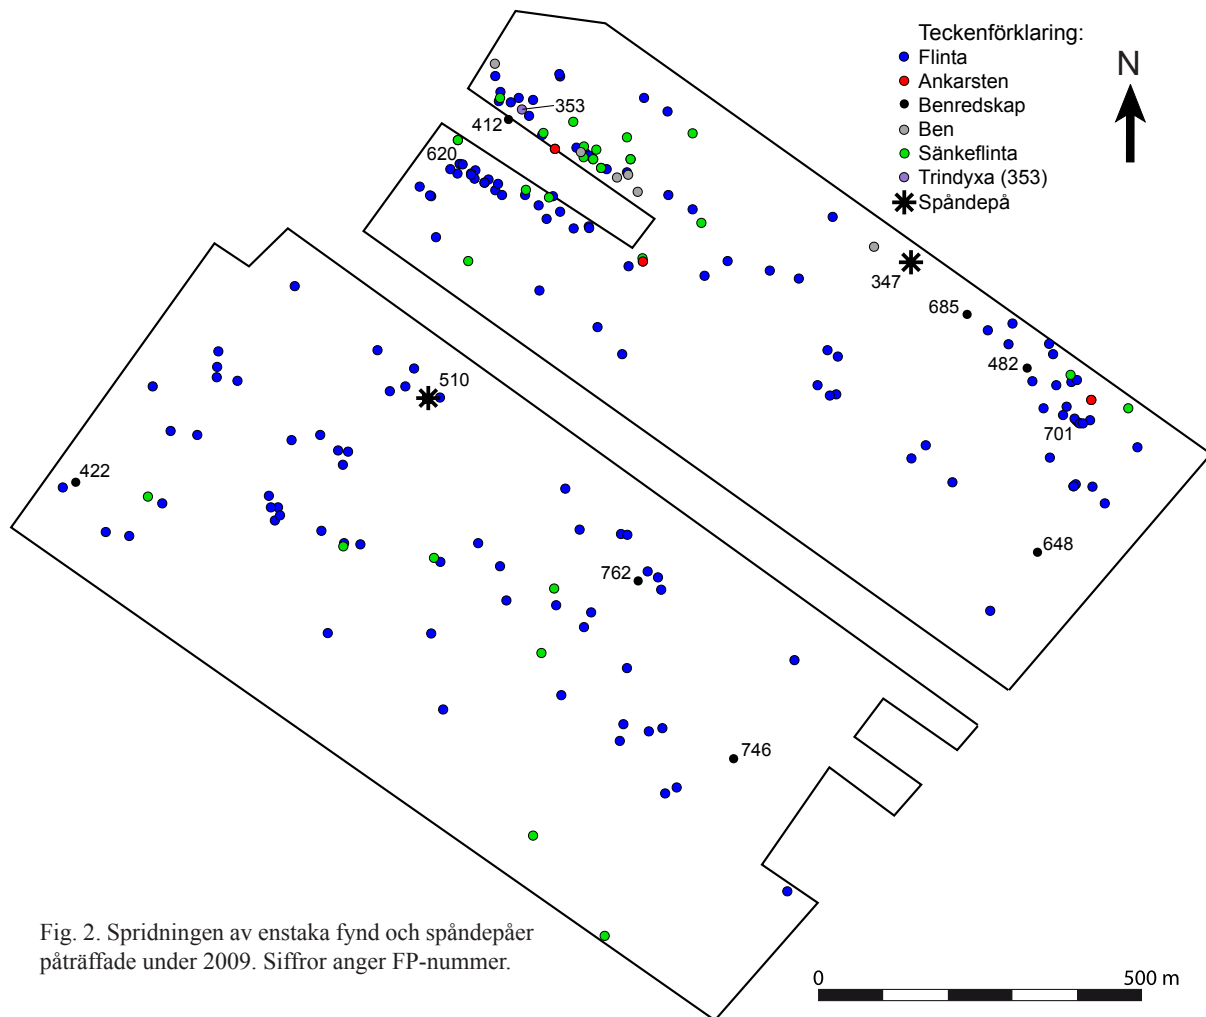 Teckenförklaring:
Flinta
Ankarsten
Benredskap
Ben
Sänkeflinta
Trindyxa (353)
Spåndepå
N
353
412
620
347
685
482
701
510
422
648
762
746
Fig. 2. Spridningen av enstaka fynd och spåndepåer
påträffade under 2009. Siffror anger FP-nummer.
0 500 m